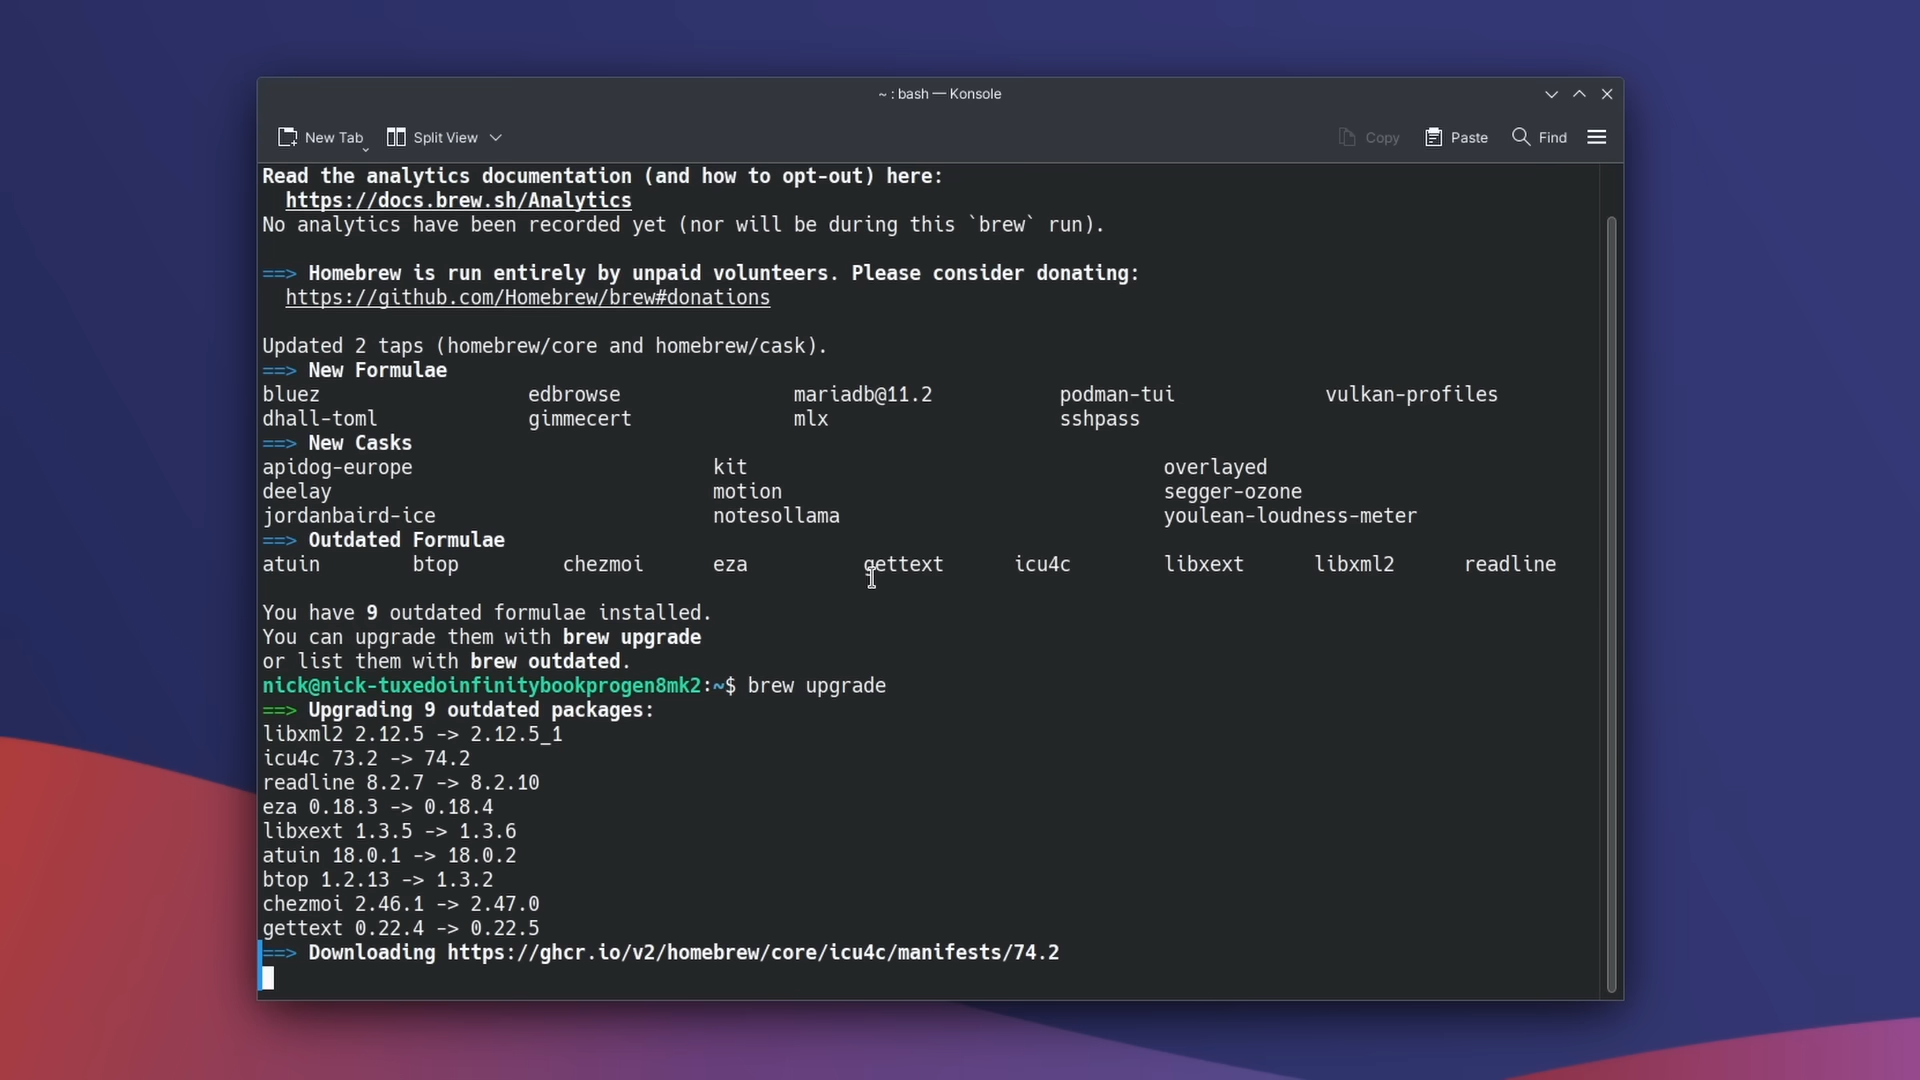 ~ : bash — Konsole
New Tab Split View Copy Paste Find
Read the analytics documentation (and how to opt-out) here:
https://docs.brew.sh/Analytics
No analytics have been recorded yet (nor will be during this `brew` run).
==> Homebrew is run entirely by unpaid volunteers. Please consider donating:
https://github.com/Homebrew/brew#donations
Updated 2 taps (homebrew/core and homebrew/cask).
==> New Formulae
bluez edbrowse mariadb@11.2 podman-tui vulkan-profiles
dhall-toml gimmecert mlx sshpass
==> New Casks
apidog-europe kit overlayed
deelay motion segger-ozone
jordanbaird-ice notesollama youlean-loudness-meter
==> Outdated Formulae
atuin btop chezmoi eza gettext icu4c libxext libxml2 readline
You have 9 outdated formulae installed.
You can upgrade them with brew upgrade
or list them with brew outdated.
nick@nick-tuxedoinfinitybookprogen8mk2:~$ brew upgrade
==> Upgrading 9 outdated packages:
libxml2 2.12.5 -> 2.12.5_1
icu4c 73.2 -> 74.2
readline 8.2.7 -> 8.2.10
eza 0.18.3 -> 0.18.4
libxext 1.3.5 -> 1.3.6
atuin 18.0.1 -> 18.0.2
btop 1.2.13 -> 1.3.2
chezmoi 2.46.1 -> 2.47.0
gettext 0.22.4 -> 0.22.5
==> Downloading https://ghcr.io/v2/homebrew/core/icu4c/manifests/74.2